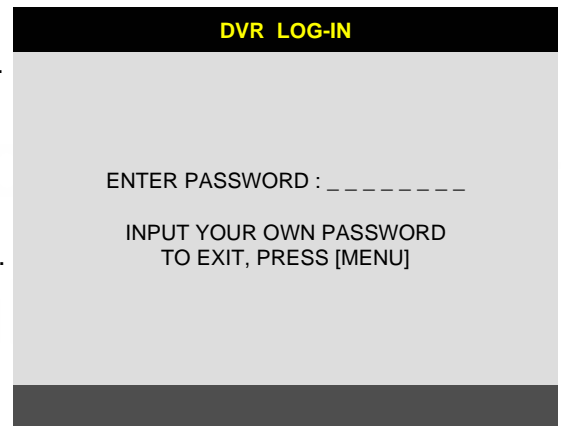 DVR LOG-IN
ENTER PASSWORD : _ _ _ _ _ _ _ _
INPUT YOUR OWN PASSWORD
TO EXIT, PRESS [MENU]